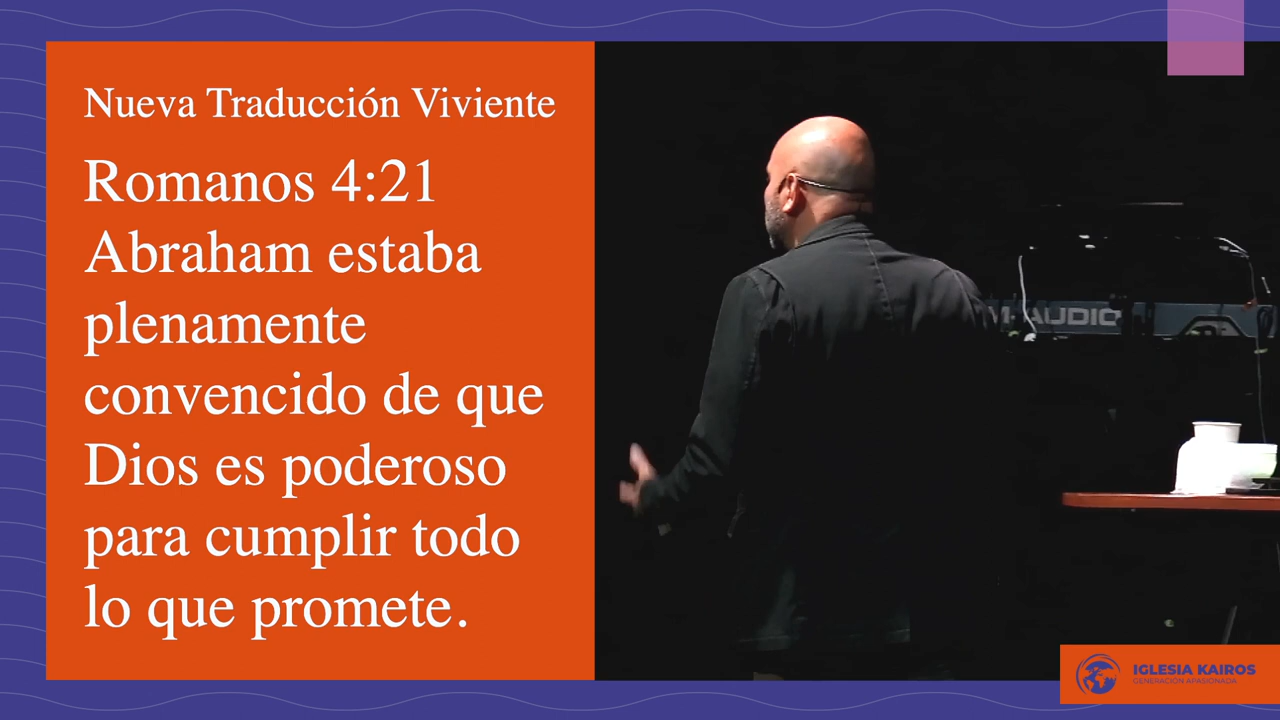 Nueva Traducción Viviente
Romanos 4:21
Abraham estaba
plenamente
convencido de que
Dios es poderoso
para cumplir todo
lo que promete.
M-AUDIO
IGLESIA KAIROS
GENERACIÓN APASIONADA